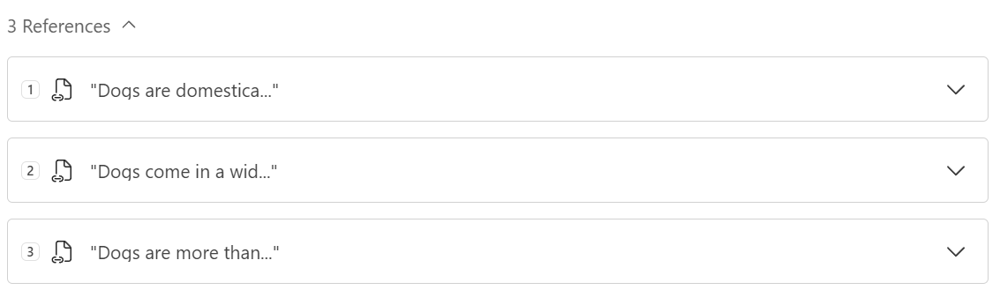 3 References
1 "Dogs are domestica..."
2 "Dogs come in a wid..."
3 "Dogs are more than..."